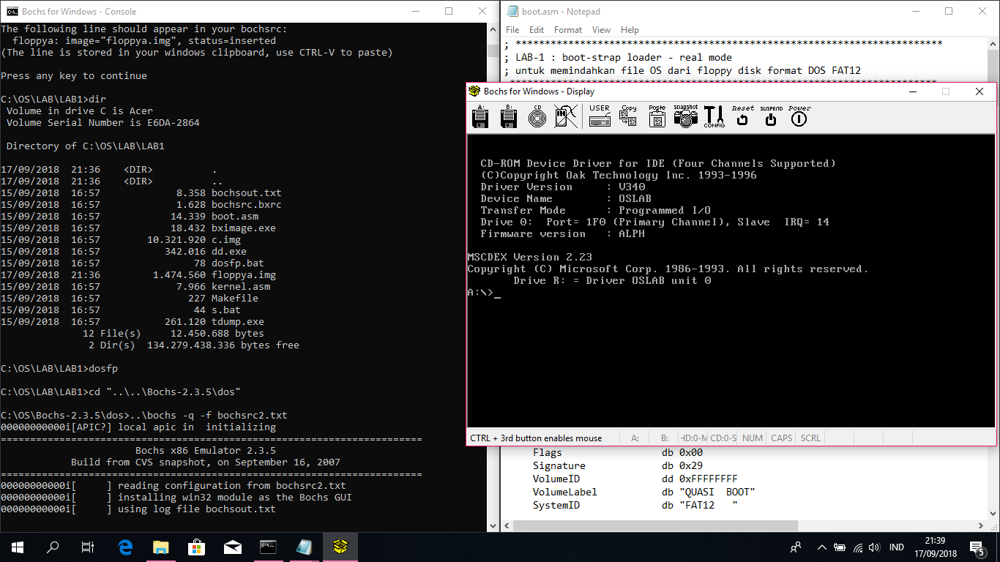 Bochs for Windows - Console
The following line should appear in your bochsrc:
  floppya: image="floppya.img", status=inserted
(The line is stored in your windows clipboard, use CTRL-V to paste)
Press any key to continue
C:\OS\LAB\LAB1>dir
 Volume in drive C is Acer
 Volume Serial Number is E6DA-2864
 Directory of C:\OS\LAB\LAB1
17/09/2018  21:36    <DIR>          .
17/09/2018  21:36    <DIR>          ..
15/09/2018  16:57             8.358 bochsout.txt
15/09/2018  16:57             1.628 bochsrc.bxrc
15/09/2018  16:57            14.339 boot.asm
15/09/2018  16:57            18.432 bximage.exe
15/09/2018  16:57        10.321.920 c.img
15/09/2018  16:57           342.016 dd.exe
15/09/2018  16:57                78 dosfp.bat
17/09/2018  21:36         1.474.560 floppya.img
15/09/2018  16:57             7.966 kernel.asm
15/09/2018  16:57               227 Makefile
15/09/2018  16:57                44 s.bat
15/09/2018  16:57           261.120 tdump.exe
              12 File(s)     12.450.688 bytes
               2 Dir(s)  134.279.438.336 bytes free
C:\OS\LAB\LAB1>dosfp
C:\OS\LAB\LAB1>cd "..\..\Bochs-2.3.5\dos"
C:\OS\Bochs-2.3.5\dos>..\bochs -q -f bochsrc2.txt
00000000000i[APIC?] local apic in  initializing
========================================================================
                       Bochs x86 Emulator 2.3.5
            Build from CVS snapshot, on September 16, 2007
========================================================================
00000000000i[     ] reading configuration from bochsrc2.txt
00000000000i[     ] installing win32 module as the Bochs GUI
00000000000i[     ] using log file bochsout.txt
boot.asm - Notepad
File Edit Format View Help
; *************************************************************************
; LAB-1 : boot-strap loader - real mode
; untuk memindahkan file OS dari floppy disk format DOS FAT12
Bochs for Windows - Display
A: B: CD USER Copy Paste snapshot CONFIG Reset SUSPEND Power
  CD-ROM Device Driver for IDE (Four Channels Supported)
  (C)Copyright Oak Technology Inc. 1993-1996
  Driver Version     : V340
  Device Name        : OSLAB
  Transfer Mode      : Programmed I/O
  Drive 0:  Port= 1F0 (Primary Channel), Slave  IRQ= 14
  Firmware version   : ALPH
MSCDEX Version 2.23
Copyright (C) Microsoft Corp. 1986-1993. All rights reserved.
       Drive R: = Driver OSLAB unit 0
A:\>_
CTRL + 3rd button enables mouse A: B: HD:0-M CD:0-S NUM CAPS SCRL
Flags db 0x00
Signature db 0x29
VolumeID dd 0xFFFFFFFF
VolumeLabel db "QUASI  BOOT"
SystemID db "FAT12   "
IND
21:39
17/09/2018
5